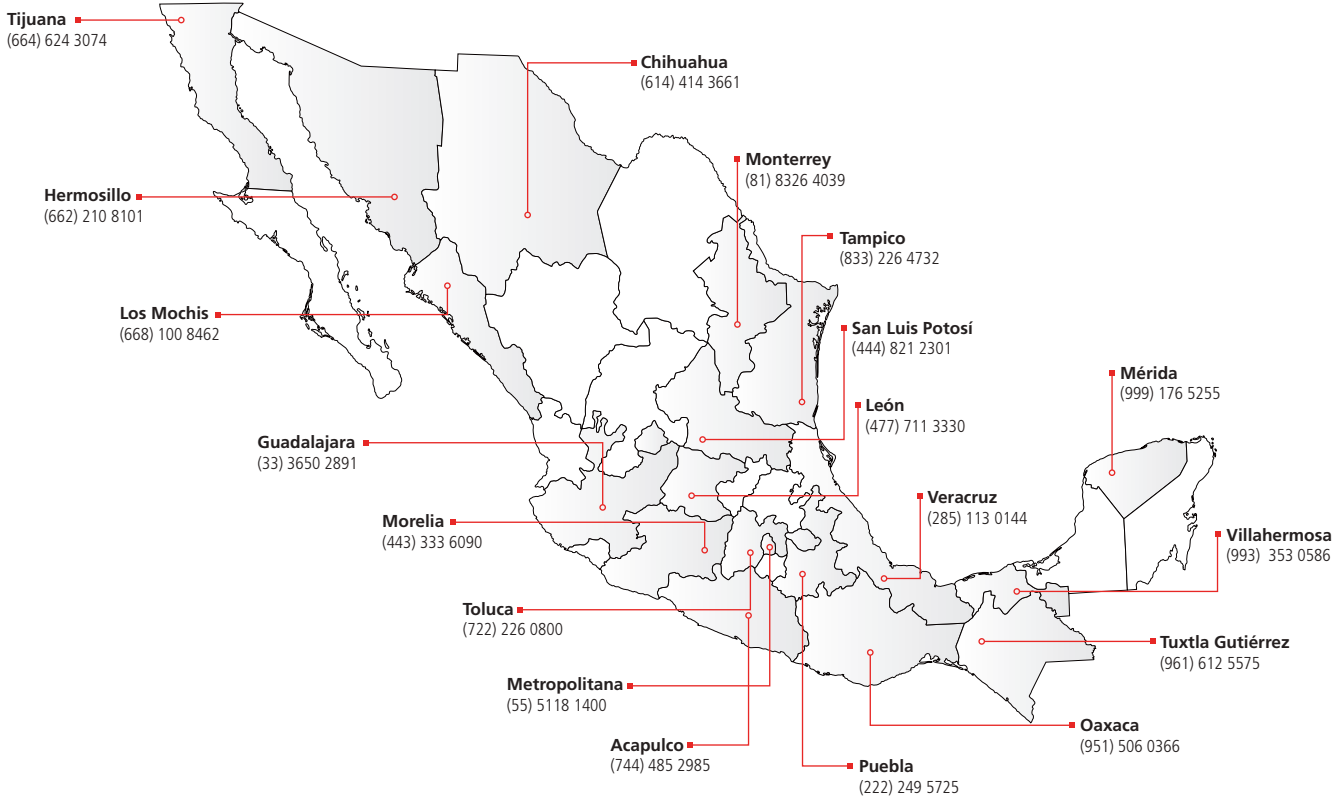 Tijuana
(664) 624 3074
Chihuahua
(614) 414 3661
Monterrey
(81) 8326 4039
Hermosillo
(662) 210 8101
Tampico
(833) 226 4732
Los Mochis
(668) 100 8462
San Luis Potosí
(444) 821 2301
Mérida
(999) 176 5255
León
(477) 711 3330
Guadalajara
(33) 3650 2891
Veracruz
(285) 113 0144
Morelia
(443) 333 6090
Villahermosa
(993) 353 0586
Toluca
(722) 226 0800
Tuxtla Gutiérrez
(961) 612 5575
Metropolitana
(55) 5118 1400
Oaxaca
(951) 506 0366
Acapulco
(744) 485 2985
Puebla
(222) 249 5725